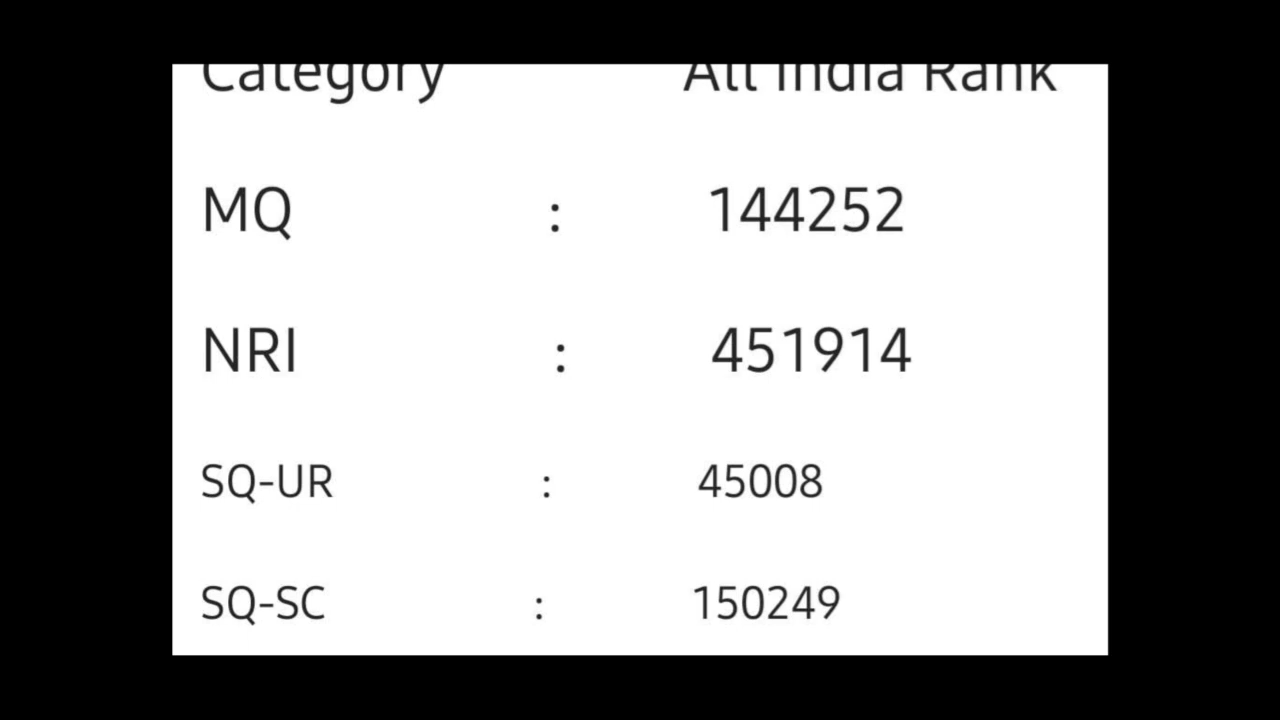 Category All India Rank
MQ : 144252
NRI : 451914
SQ-UR : 45008
SQ-SC : 150249